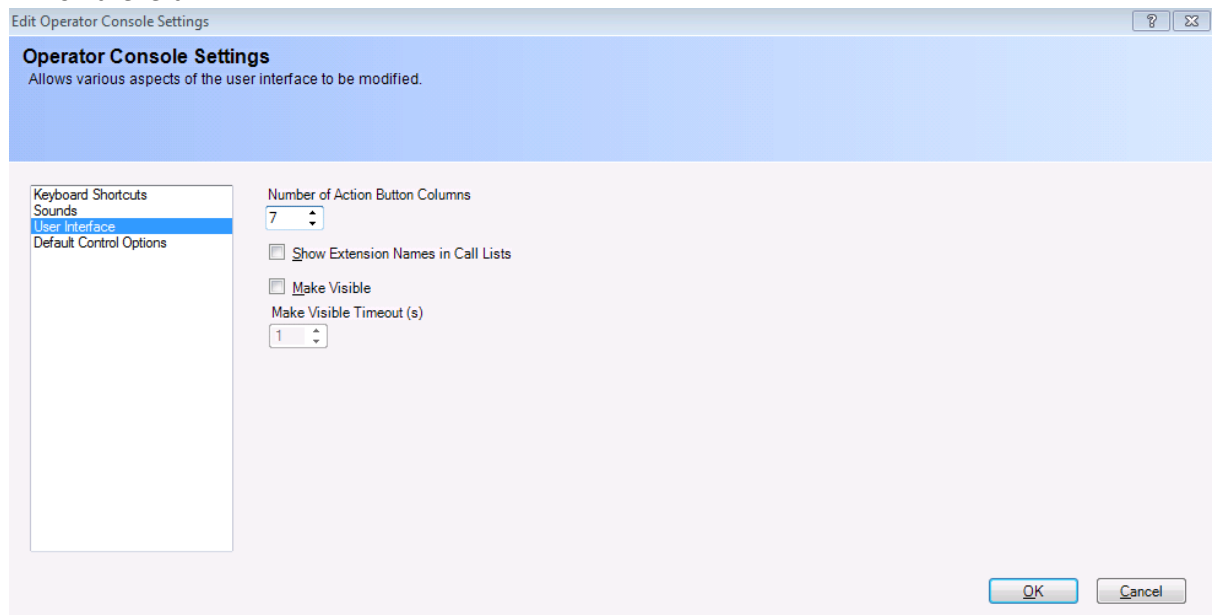 Edit Operator Console Settings
Operator Console Settings
Allows various aspects of the user interface to be modified.
Keyboard Shortcuts
Sounds
User Interface
Default Control Options
Number of Action Button Columns
7
Show Extension Names in Call Lists
Make Visible
Make Visible Timeout (s)
1
OK
Cancel